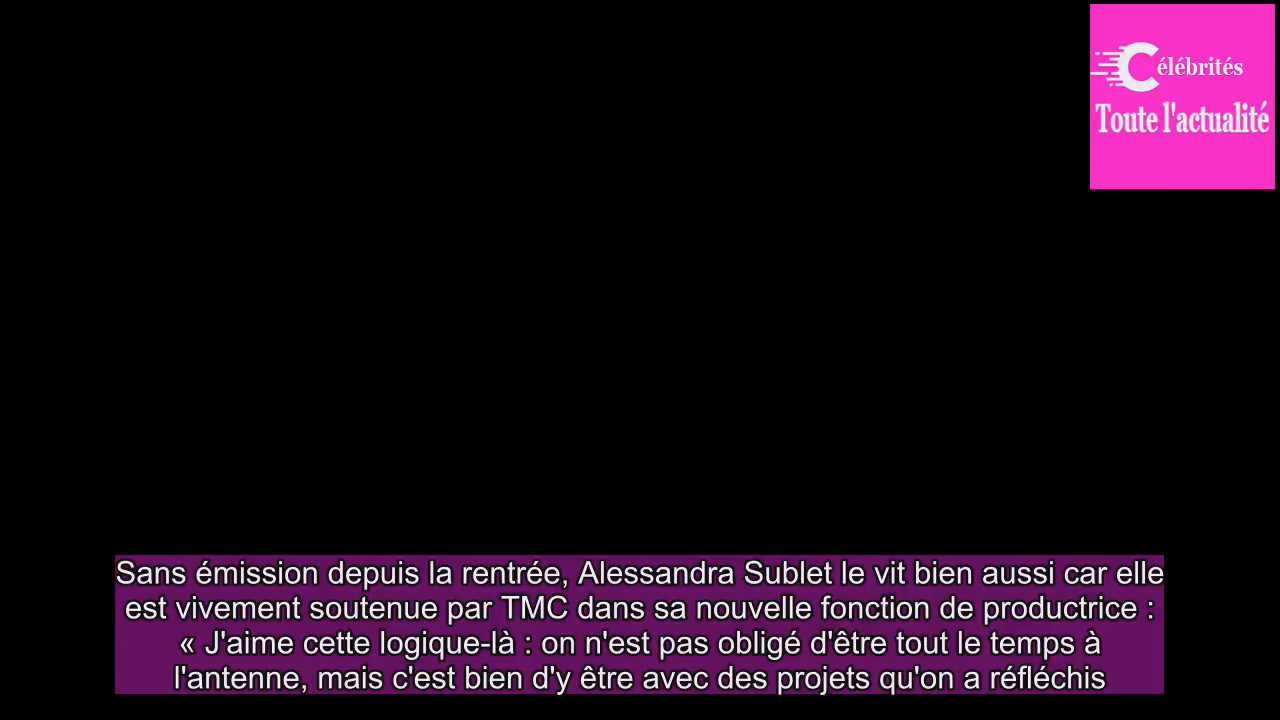 Célébrités
Toute l'actualité
Sans émission depuis la rentrée, Alessandra Sublet le vit bien aussi car elle
est vivement soutenue par TMC dans sa nouvelle fonction de productrice :
« J'aime cette logique-là : on n'est pas obligé d'être tout le temps à
l'antenne, mais c'est bien d'y être avec des projets qu'on a réfléchis